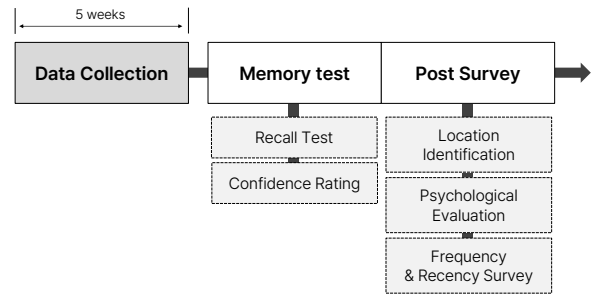 5 weeks
Data Collection
Memory test
Post Survey
Recall Test
Confidence Rating
Location
Identification
Psychological
Evaluation
Frequency
& Recency Survey